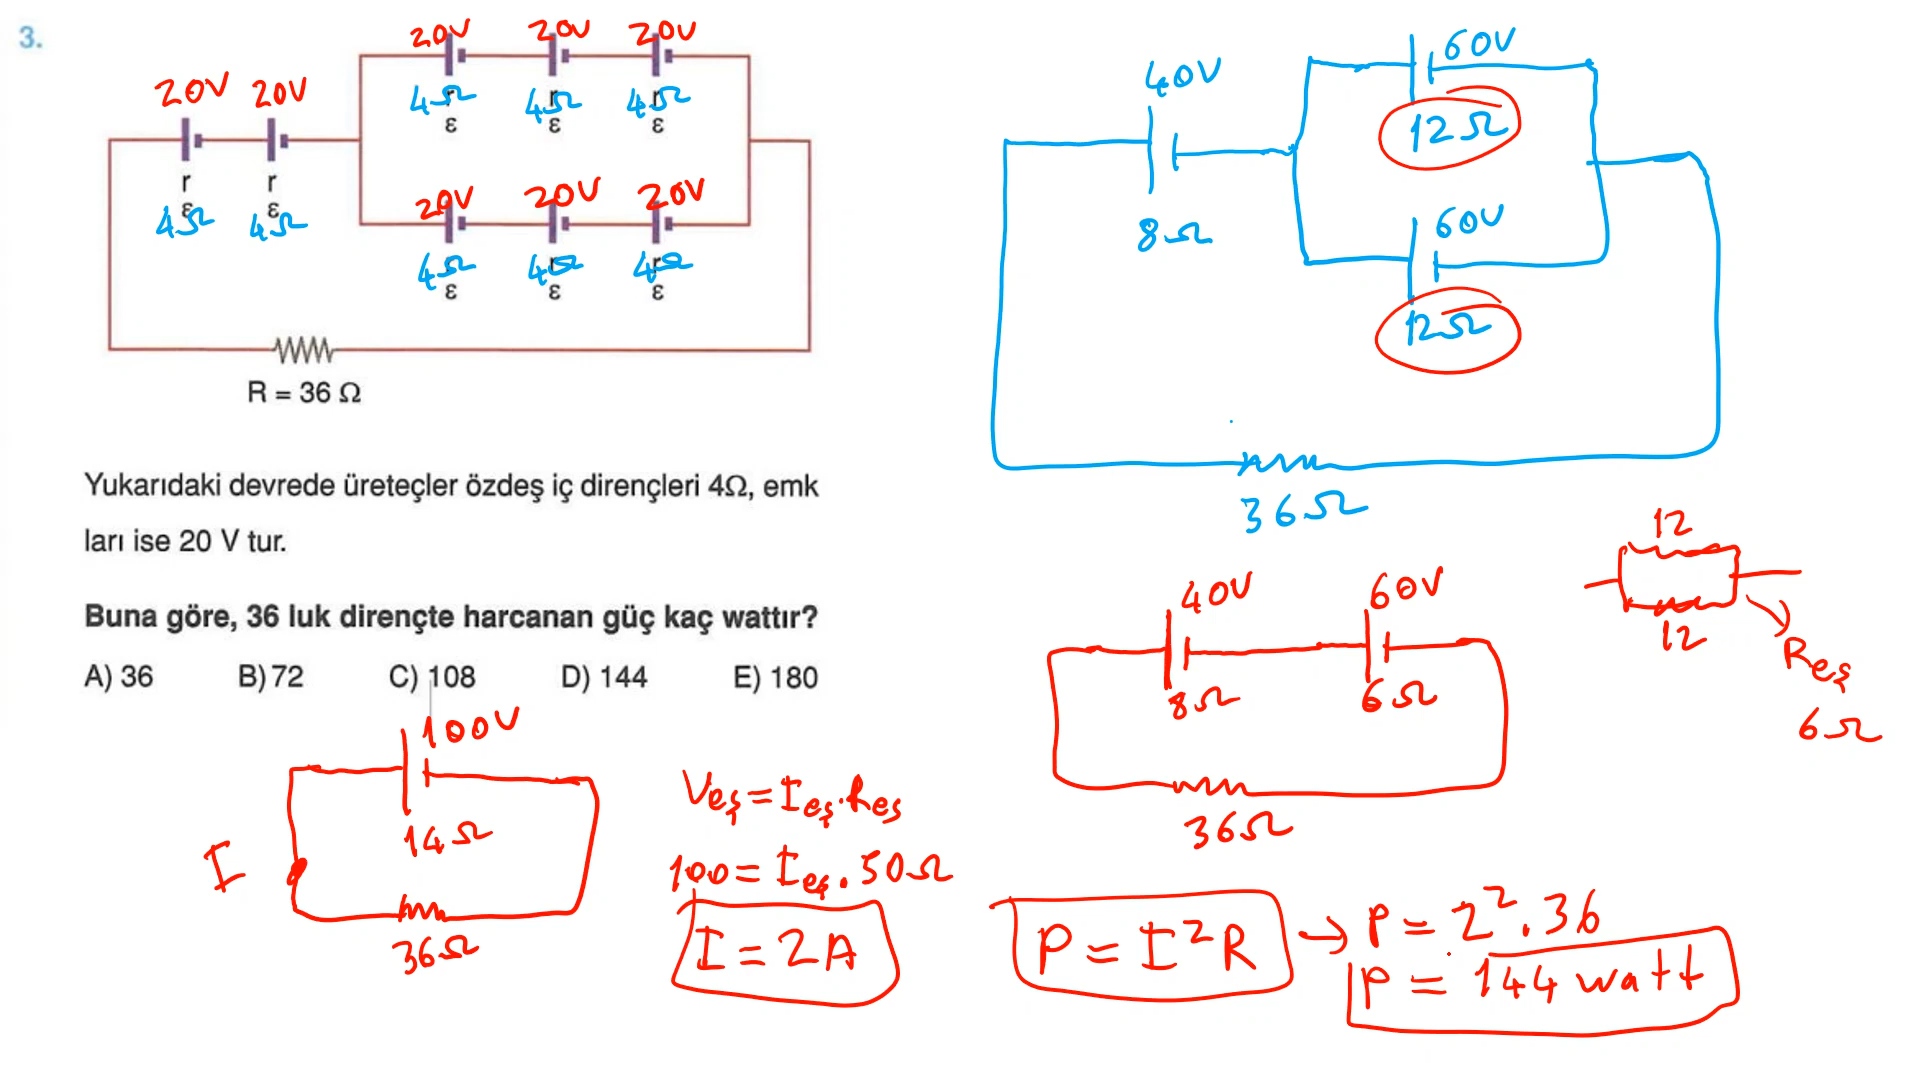 3.
20V 20V 20V
20V 20V
4Ω 4Ω 4Ω
ε ε ε
r r
ε ε
4Ω 4Ω
20V 20V 20V
4Ω 4Ω 4Ω
ε ε ε
R = 36 Ω
Yukarıdaki devrede üreteçler özdeş iç dirençleri 4Ω, emk
ları ise 20 V tur.
Buna göre, 36 luk dirençte harcanan güç kaç wattır?
A) 36 B) 72 C) 108 D) 144 E) 180
40V
60V
12Ω
8Ω
60V
12Ω
36Ω
12
12
Reş
6Ω
40V 60V
8Ω 6Ω
36Ω
100V
14Ω
I
36Ω
Veş = Ieş.Reş
100 = Ieş.50Ω
I = 2A
P = I²R → P = 2².36
P = 144 watt